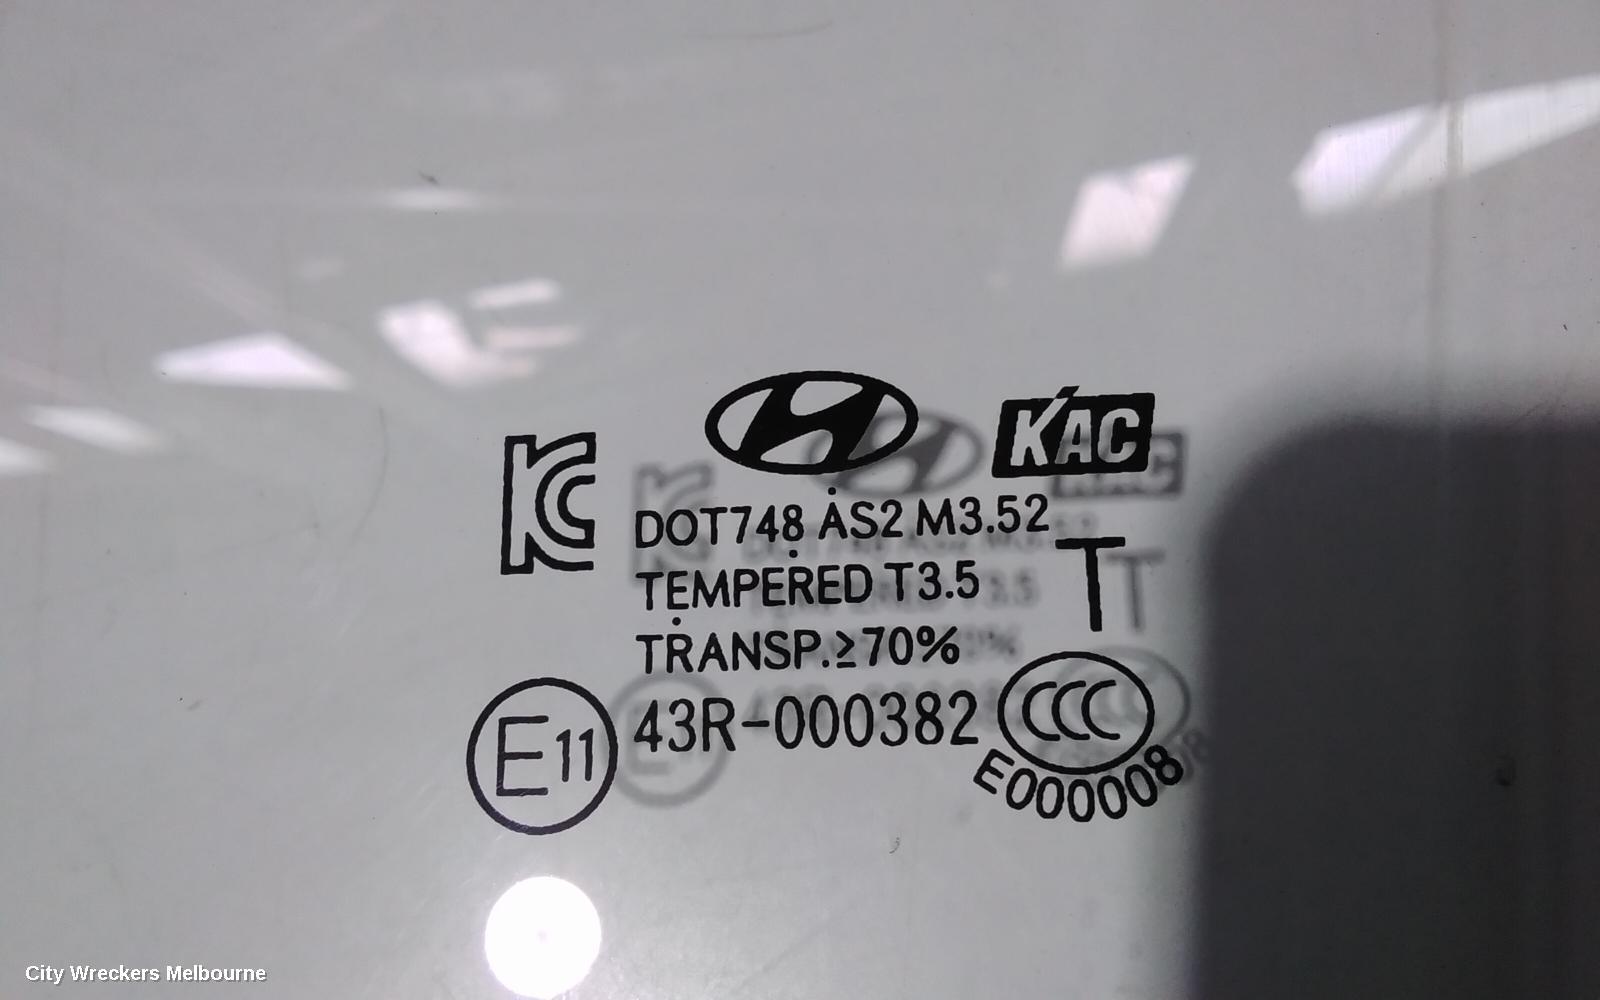 KAC
KC
DOT748 AS2 M3.52
TEMPERED T3.5
T
TRANSP.≥70%
E11
43R-000382
CCC
E000008
City Wreckers Melbourne